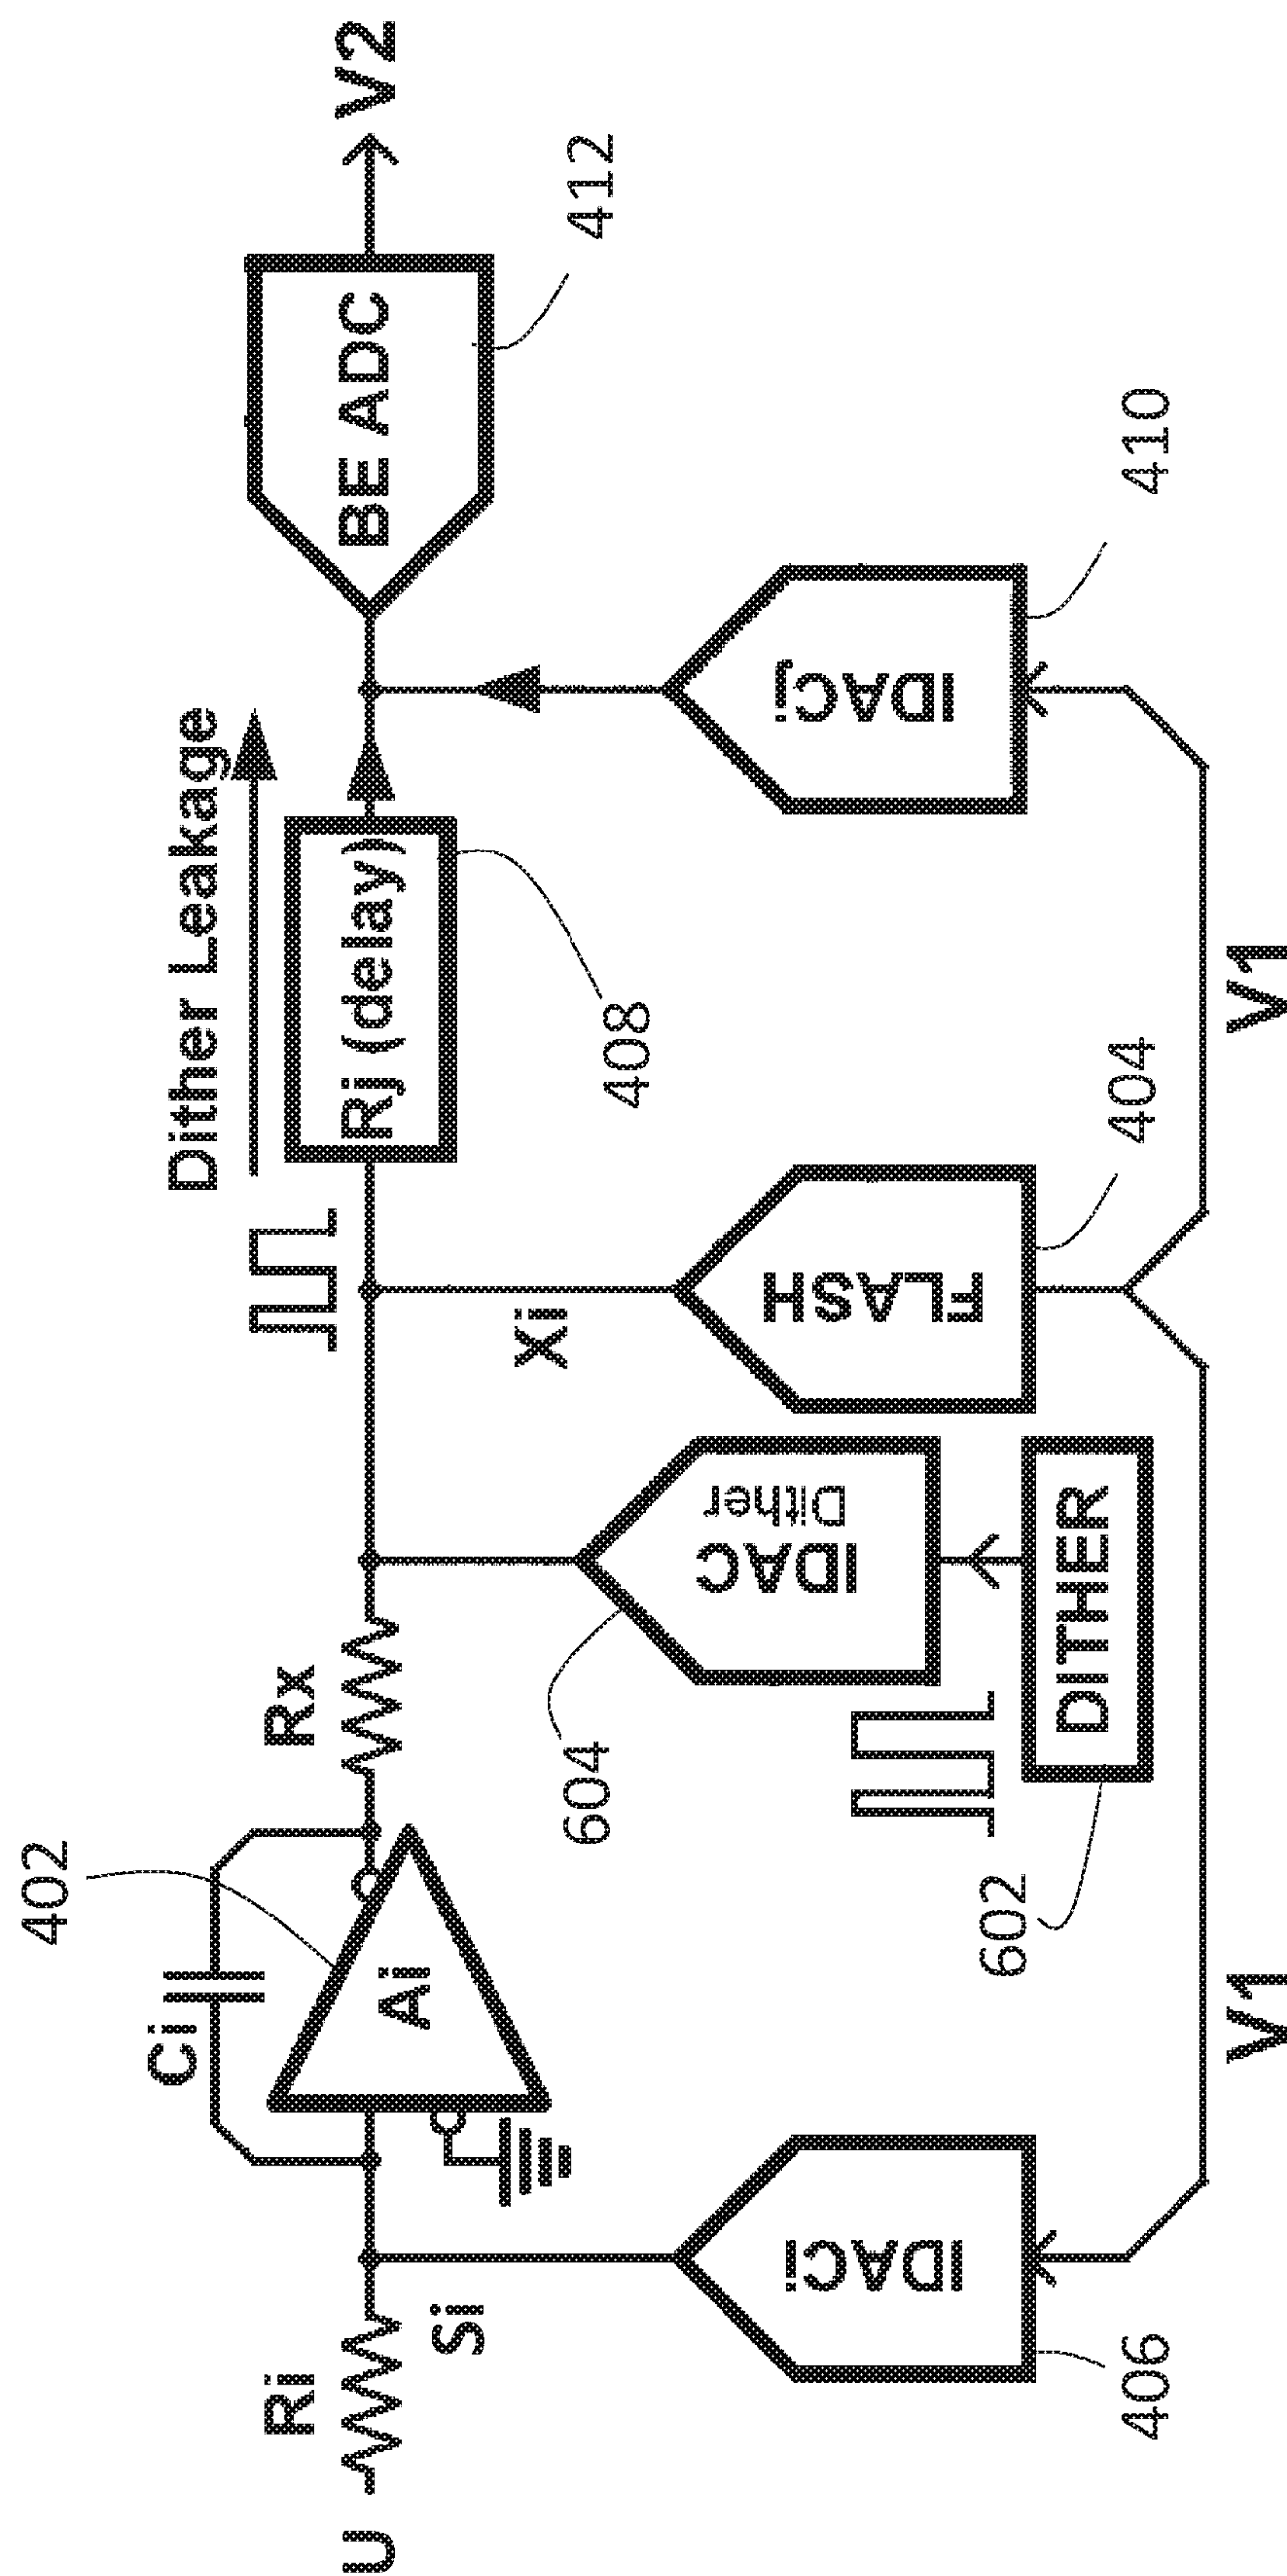 402
Ci
Ai
Ri
U
Si
Rx
Dither Leakage
Rj (delay)
BE ADC
V2
408
412
Xi
604
IDAC
Dither
FLASH
404
IDACj
410
IDACi
406
602
DITHER
V1
V1